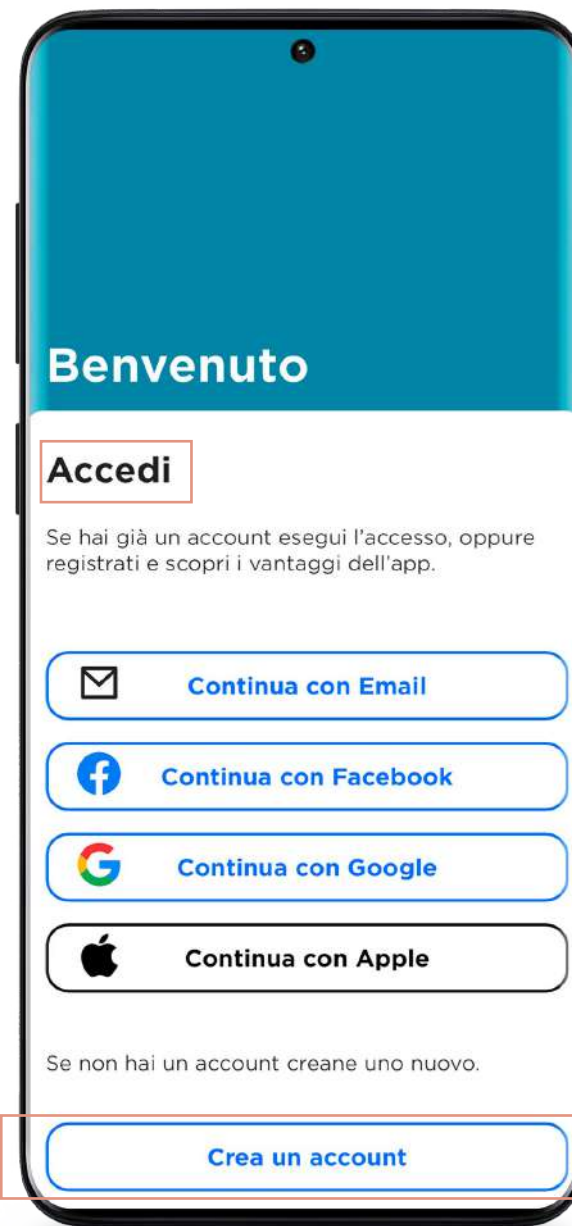 Benvenuto
Accedi
Se hai già un account esegui l'accesso, oppure
registrati e scopri i vantaggi dell'app.
Continua con Email
Continua con Facebook
Continua con Google
Continua con Apple
Se non hai un account creane uno nuovo.
Crea un account